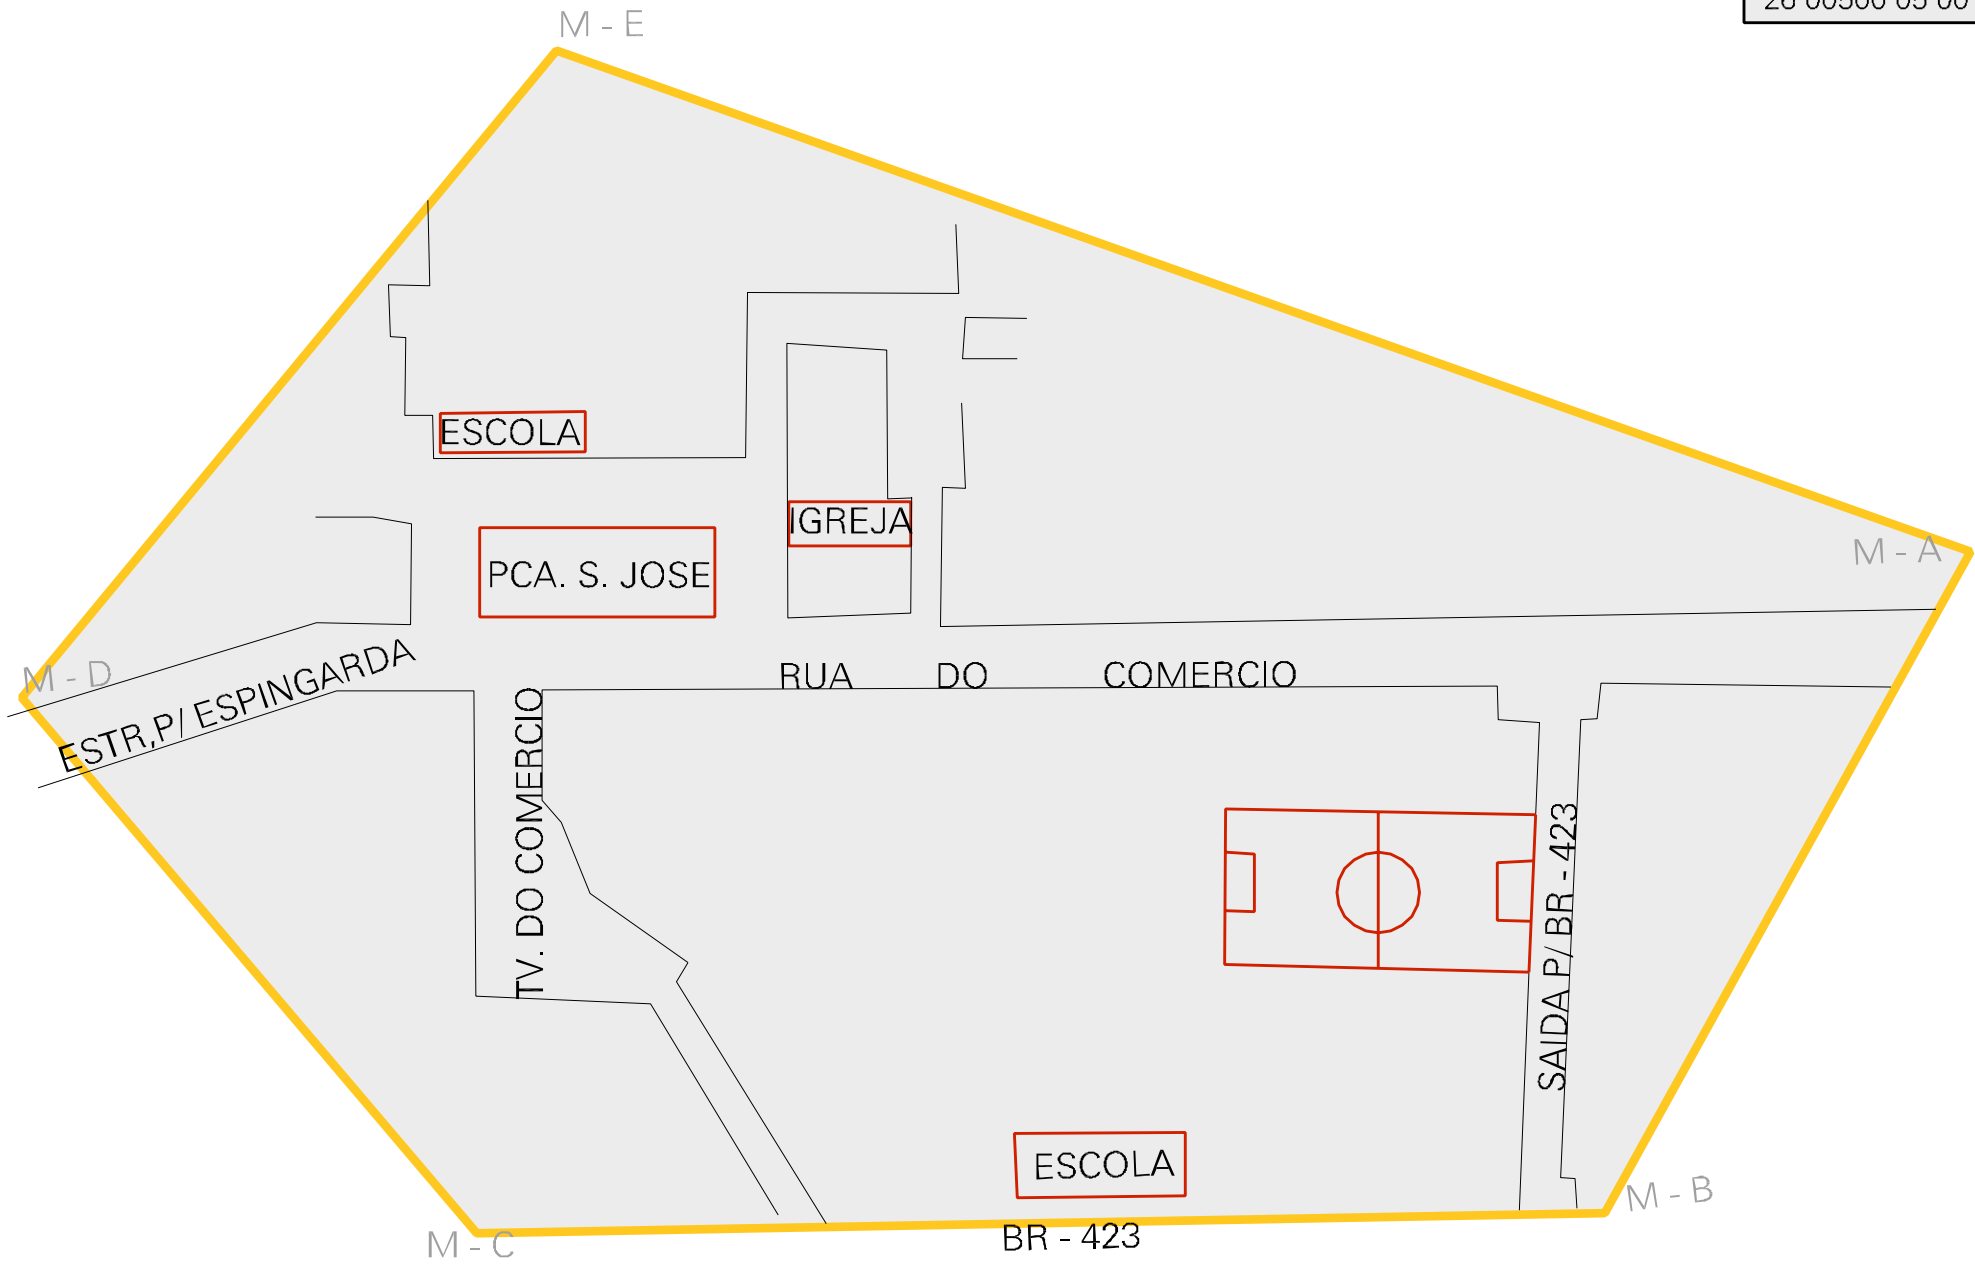 M - E
ESCOLA
IGREJA
M - A
PCA. S. JOSE
M - D
ESTR,P/ ESPINGARDA
RUA DO COMERCIO
TV. DO COMERCIO
SAIDA P/ BR - 423
ESCOLA
M - B
M - C
BR - 423